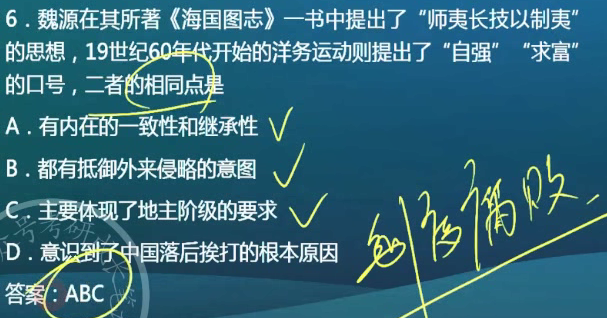 6．魏源在其所著《海国图志》一书中提出了“师夷长技以制夷”
的思想，19世纪60年代开始的洋务运动则提出了“自强”“求富”
的口号，二者的相同点是
A．有内在的一致性和继承性
B．都有抵御外来侵略的意图
C．主要体现了地主阶级的要求
D．意识到了中国落后挨打的根本原因
腐败
答案：ABC